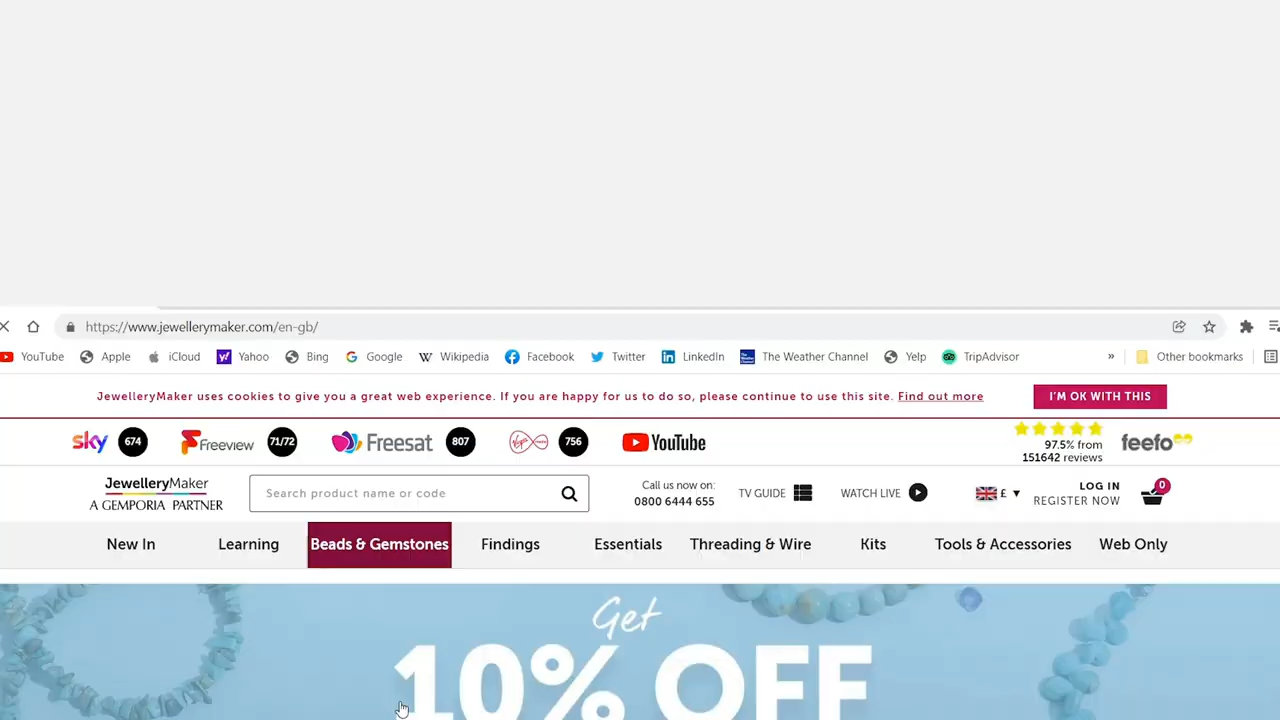 https://www.jewellerymaker.com/en-gb/
YouTube Apple iCloud Yahoo Bing Google Wikipedia Facebook Twitter LinkedIn The Weather Channel Yelp TripAdvisor » Other bookmarks
JewelleryMaker uses cookies to give you a great web experience. If you are happy for us to do so, please continue to use this site. Find out more
I'M OK WITH THIS
sky 674 Freeview 71/72 Freesat 807 Virgin 756 YouTube
97.5% from
151642 reviews
feefo
JewelleryMaker
A GEMPORIA PARTNER
Search product name or code
Call us now on:
0800 6444 655
TV GUIDE
WATCH LIVE
£
LOG IN
REGISTER NOW
0
New In Learning Beads & Gemstones Findings Essentials Threading & Wire Kits Tools & Accessories Web Only
Get
10% OFF